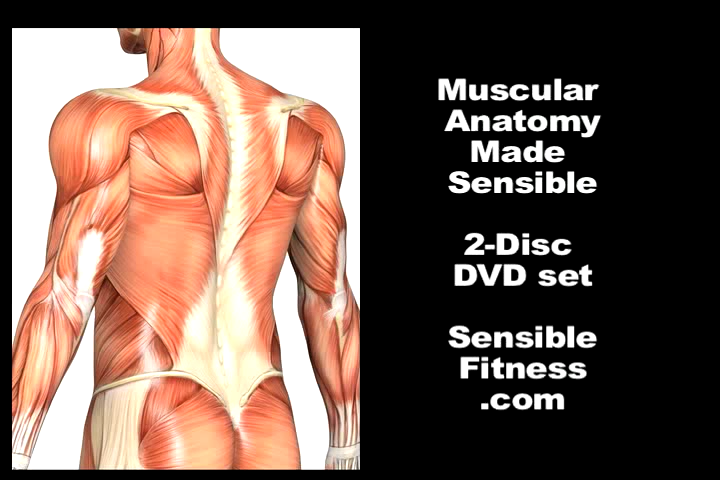 Muscular
Anatomy
Made
Sensible
2-Disc
DVD set
Sensible
Fitness
.com